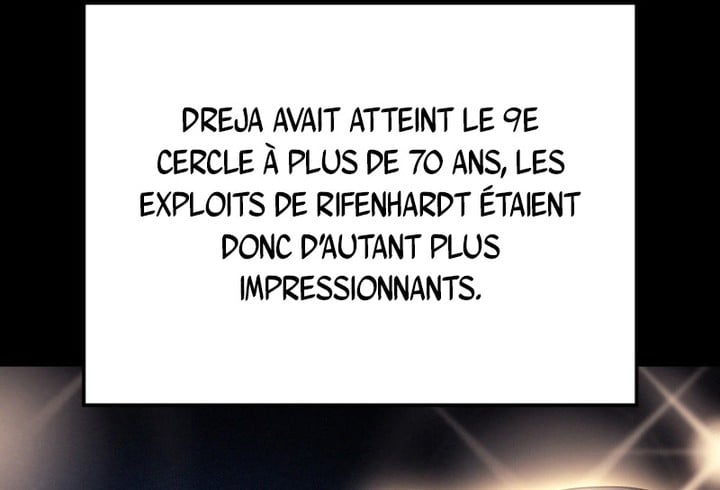 DREJA AVAIT ATTEINT LE 9E
CERCLE À PLUS DE 70 ANS, LES
EXPLOITS DE RIFENHARDT ÉTAIENT
DONC D'AUTANT PLUS
IMPRESSIONNANTS.